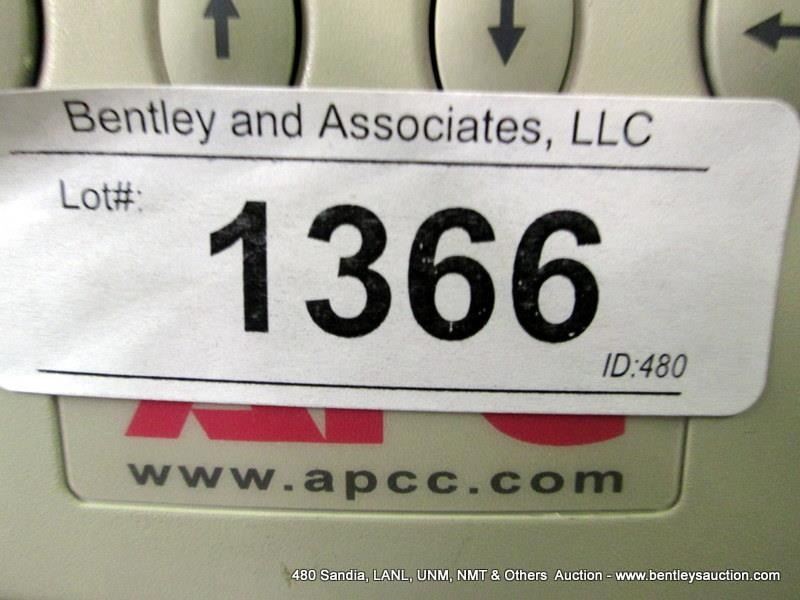 Bentley and Associates, LLC
Lot#:
1366
ID:480
APC
www.apcc.com
480 Sandia, LANL, UNM, NMT & Others Auction - www.bentleysauction.com